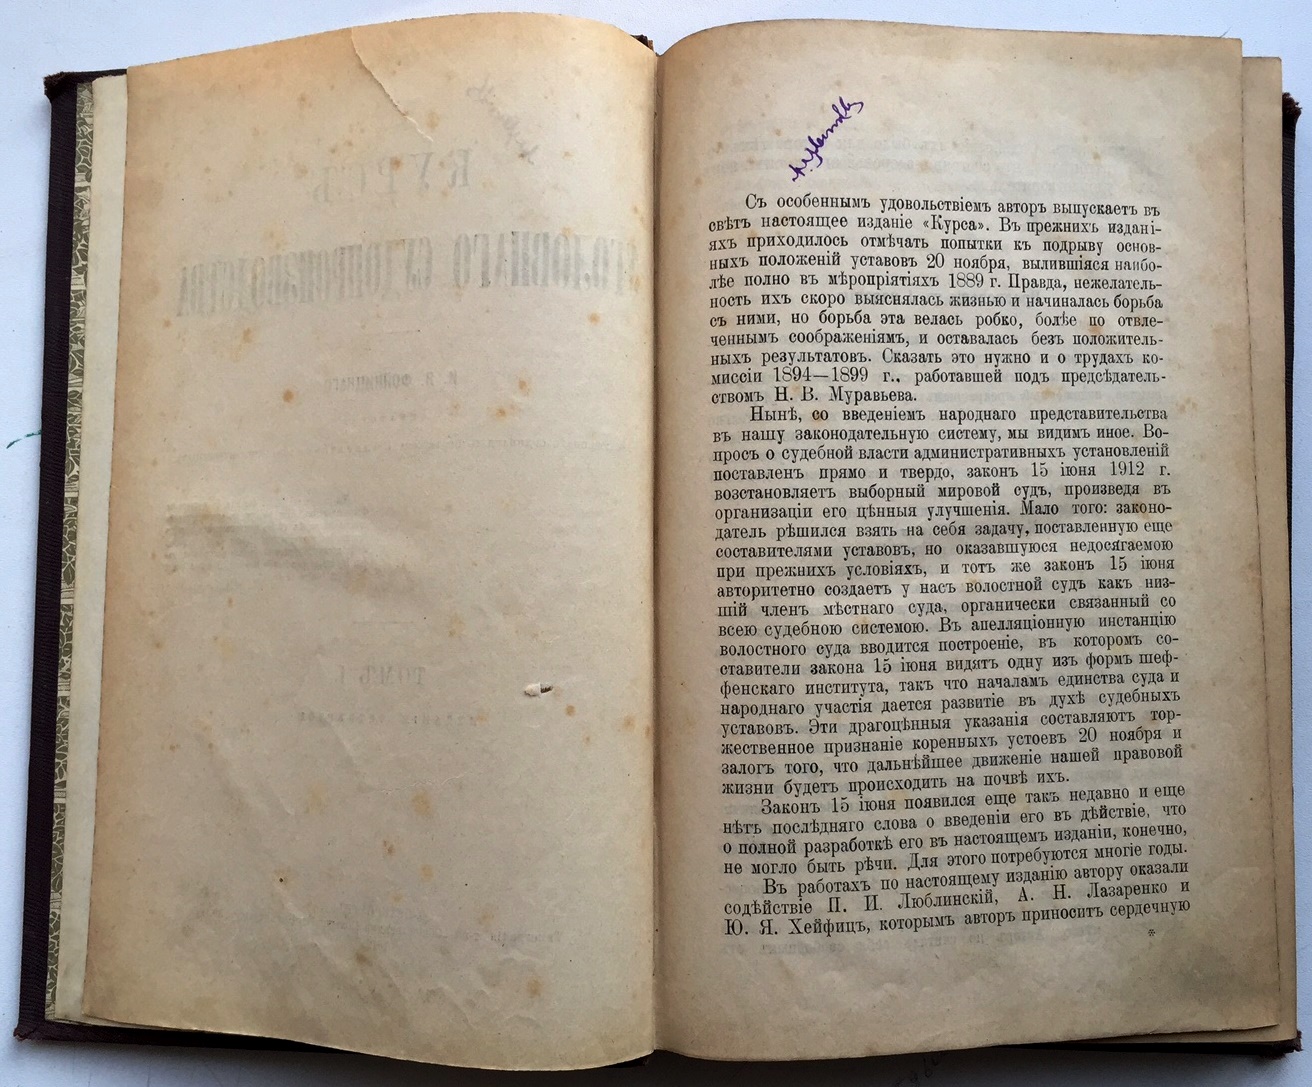 КУРСЪ
УГОЛОВНАГО СУДОПРОИЗВОДСТВА
И. Я. ФОЙНИЦКАГО
ТОМЪ I
Съ особеннымъ удовольствіемъ авторъ выпускаетъ въ
свѣтъ настоящее изданіе «Курса». Въ прежнихъ издані-
яхъ приходилось отмѣчать попытки къ подрыву основ-
ныхъ положеній уставовъ 20 ноября, вылившіяся наибо-
лѣе полно въ мѣропріятіяхъ 1889 г. Правда, нежелатель-
ность ихъ скоро выяснялась жизнью и начиналась борьба
съ ними, но борьба эта велась робко, болѣе по отвле-
ченнымъ соображеніямъ, и оставалась безъ положитель-
ныхъ результатовъ. Сказать это нужно и о трудахъ ко-
миссіи 1894—1899 г., работавшей подъ предсѣдатель-
ствомъ Н. В. Муравьева.
Нынѣ, со введеніемъ народнаго представительства
въ нашу законодательную систему, мы видимъ иное. Во-
просъ о судебной власти административныхъ установленій
поставленъ прямо и твердо, законъ 15 іюня 1912 г.
возстановляетъ выборный мировой судъ, произведя въ
организаціи его цѣнныя улучшенія. Мало того: законо-
датель рѣшился взять на себя задачу, поставленную еще
составителями уставовъ, но оказавшуюся недосягаемою
при прежнихъ условіяхъ, и тотъ же законъ 15 іюня
авторитетно создаетъ у насъ волостной судъ какъ низ-
шій членъ мѣстнаго суда, органически связанный со
всею судебною системою. Въ апелляціонную инстанцію
волостного суда вводится построеніе, въ которомъ со-
ставители закона 15 іюня видятъ одну изъ формъ шеф-
фенскаго института, такъ что началамъ единства суда и
народнаго участія дается развитіе въ духѣ судебныхъ
уставовъ. Эти драгоцѣнныя указанія составляютъ тор-
жественное признаніе коренныхъ устоевъ 20 ноября и
залогъ того, что дальнѣйшее движеніе нашей правовой
жизни будетъ происходить на почвѣ ихъ.
Законъ 15 іюня появился еще такъ недавно и еще
нѣтъ послѣдняго слова о введеніи его въ дѣйствіе, что
о полной разработкѣ его въ настоящемъ изданіи, конечно,
не могло быть рѣчи. Для этого потребуются многіе годы.
Въ работахъ по настоящему изданію автору оказали
содѣйствіе П. И. Люблинскій, А. Н. Лазаренко и
Ю. Я. Хейфицъ, которымъ авторъ приноситъ сердечную
*